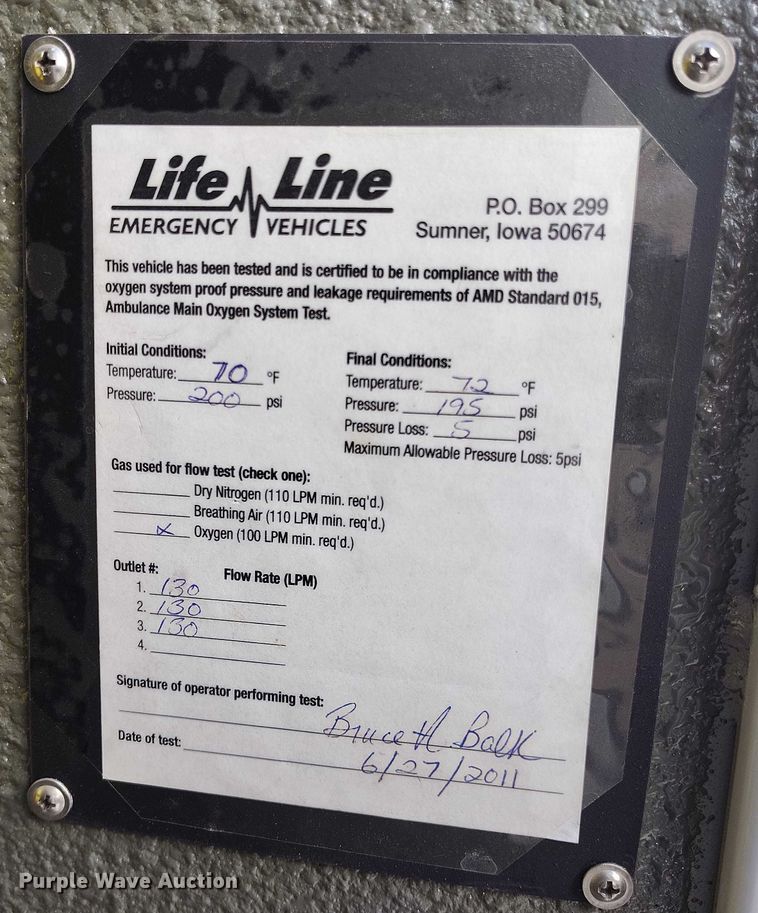 Life Line
EMERGENCY VEHICLES
P.O. Box 299
Sumner, Iowa 50674
This vehicle has been tested and is certified to be in compliance with the
oxygen system proof pressure and leakage requirements of AMD Standard 015,
Ambulance Main Oxygen System Test.
Initial Conditions:
Temperature: 70 °F
Pressure: 200 psi
Final Conditions:
Temperature: 72 °F
Pressure: 195 psi
Pressure Loss: 5 psi
Maximum Allowable Pressure Loss: 5psi
Gas used for flow test (check one):
Dry Nitrogen (110 LPM min. req'd.)
Breathing Air (110 LPM min. req'd.)
x Oxygen (100 LPM min. req'd.)
Outlet #: Flow Rate (LPM)
1. 130
2. 130
3. 130
4.
Signature of operator performing test:
Bruce H Balk
Date of test: 6/27/2011
Purple Wave Auction